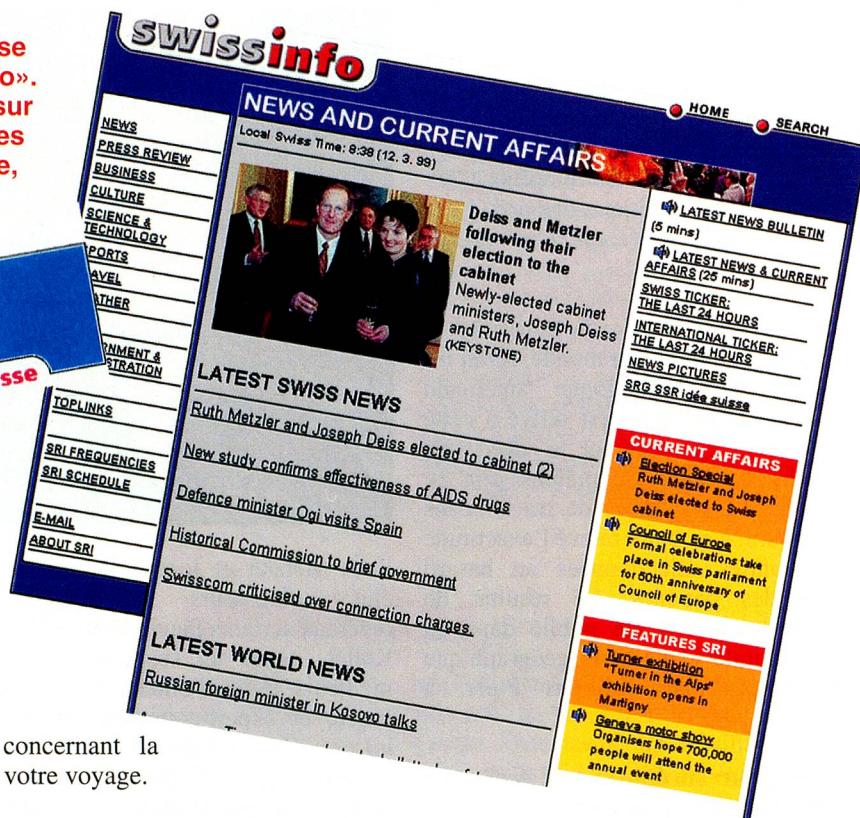 se
o».
sur
es
e,
sse
concernant la
votre voyage.
swissinfo
HOME
SEARCH
NEWS AND CURRENT AFFAIRS
Local Swiss Time: 8:38 (12. 3. 99)
NEWS
PRESS REVIEW
BUSINESS
CULTURE
SCIENCE &
TECHNOLOGY
PORTS
AVEL
ATHER
RNMENT &
STRATION
TOPLINKS
SRI FREQUENCIES
SRI SCHEDULE
E-MAIL
ABOUT SRI
Deiss and Metzler
following their
election to the
cabinet
Newly-elected cabinet
ministers, Joseph Deiss
and Ruth Metzler.
(KEYSTONE)
LATEST SWISS NEWS
Ruth Metzler and Joseph Deiss elected to cabinet (2)
New study confirms effectiveness of AIDS drugs
Defence minister Ogi visits Spain
Historical Commission to brief government
Swisscom criticised over connection charges.
LATEST WORLD NEWS
Russian foreign minister in Kosovo talks
LATEST NEWS BULLETIN
(5 mins)
LATEST NEWS & CURRENT
AFFAIRS (25 mins)
SWISS TICKER:
THE LAST 24 HOURS
INTERNATIONAL TICKER:
THE LAST 24 HOURS
NEWS PICTURES
SRG SSR idée suisse
CURRENT AFFAIRS
Election Special
Ruth Metzler and Joseph
Deiss elected to Swiss
cabinet
Council of Europe
Formal celebrations take
place in Swiss parliament
for 50th anniversary of
Council of Europe
FEATURES SRI
Turner exhibition
"Turner in the Alps"
exhibition opens in
Martigny
Geneva motor show
Organisers hope 700,000
people will attend the
annual event